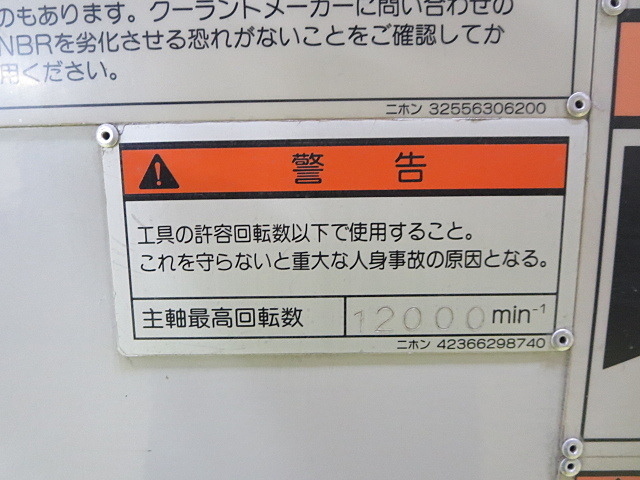 のもあります。クーラントメーカーに問い合わせの
NBRを劣化させる恐れがないことをご確認してか
用ください。
ニホン 32556306200
警告
工具の許容回転数以下で使用すること。
これを守らないと重大な人身事故の原因となる。
主軸最高回転数 12000 min⁻¹
ニホン 42366298740